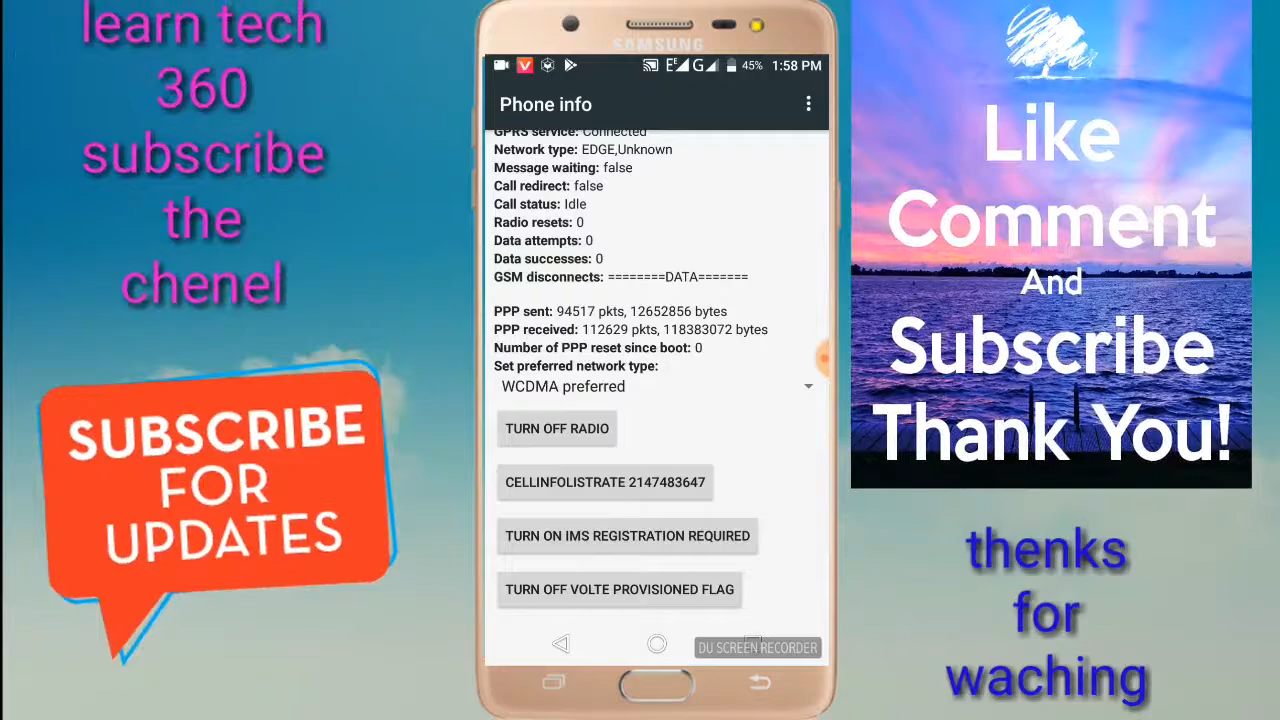 learn tech
360
subscribe
the
chenel
SUBSCRIBE
FOR
UPDATES
SAMSUNG
V
E E G 45% 1:58 PM
Phone info
GPRS service: Connected
Network type: EDGE,Unknown
Message waiting: false
Call redirect: false
Call status: Idle
Radio resets: 0
Data attempts: 0
Data successes: 0
GSM disconnects: ========DATA=======
PPP sent: 94517 pkts, 12652856 bytes
PPP received: 112629 pkts, 118383072 bytes
Number of PPP reset since boot: 0
Set preferred network type:
WCDMA preferred
TURN OFF RADIO
CELLINFOLISTRATE 2147483647
TURN ON IMS REGISTRATION REQUIRED
TURN OFF VOLTE PROVISIONED FLAG
DU SCREEN RECORDER
Like
Comment
And
Subscribe
Thank You!
thenks
for
waching